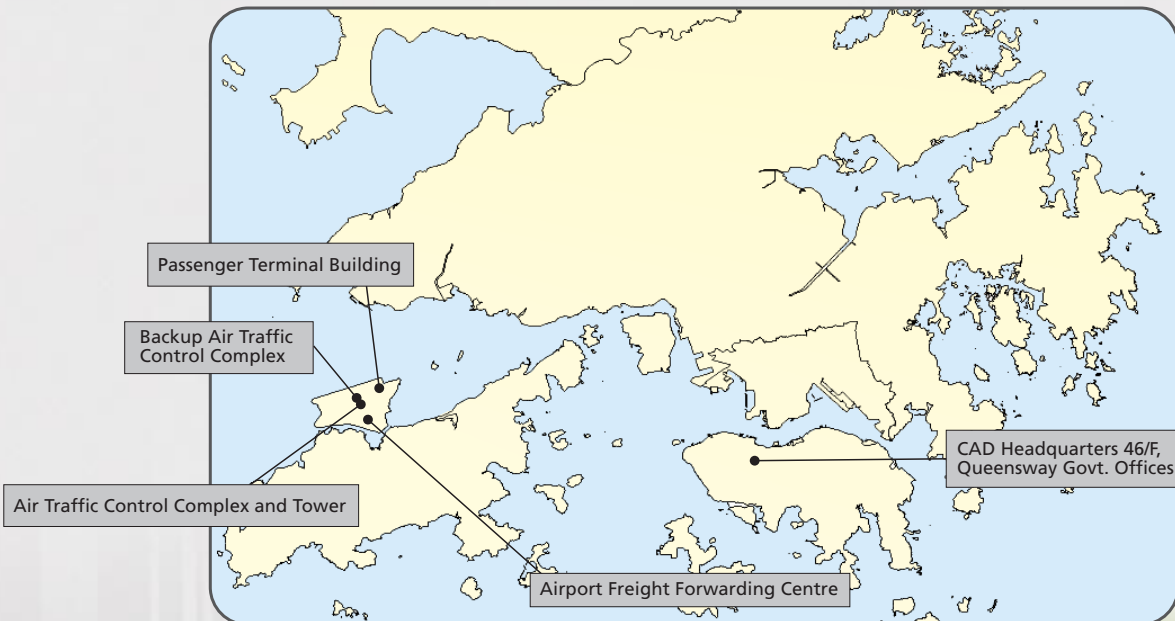 Passenger Terminal Building
Backup Air Traffic
Control Complex
Air Traffic Control Complex and Tower
CAD Headquarters 46/F,
Queensway Govt. Offices
Airport Freight Forwarding Centre